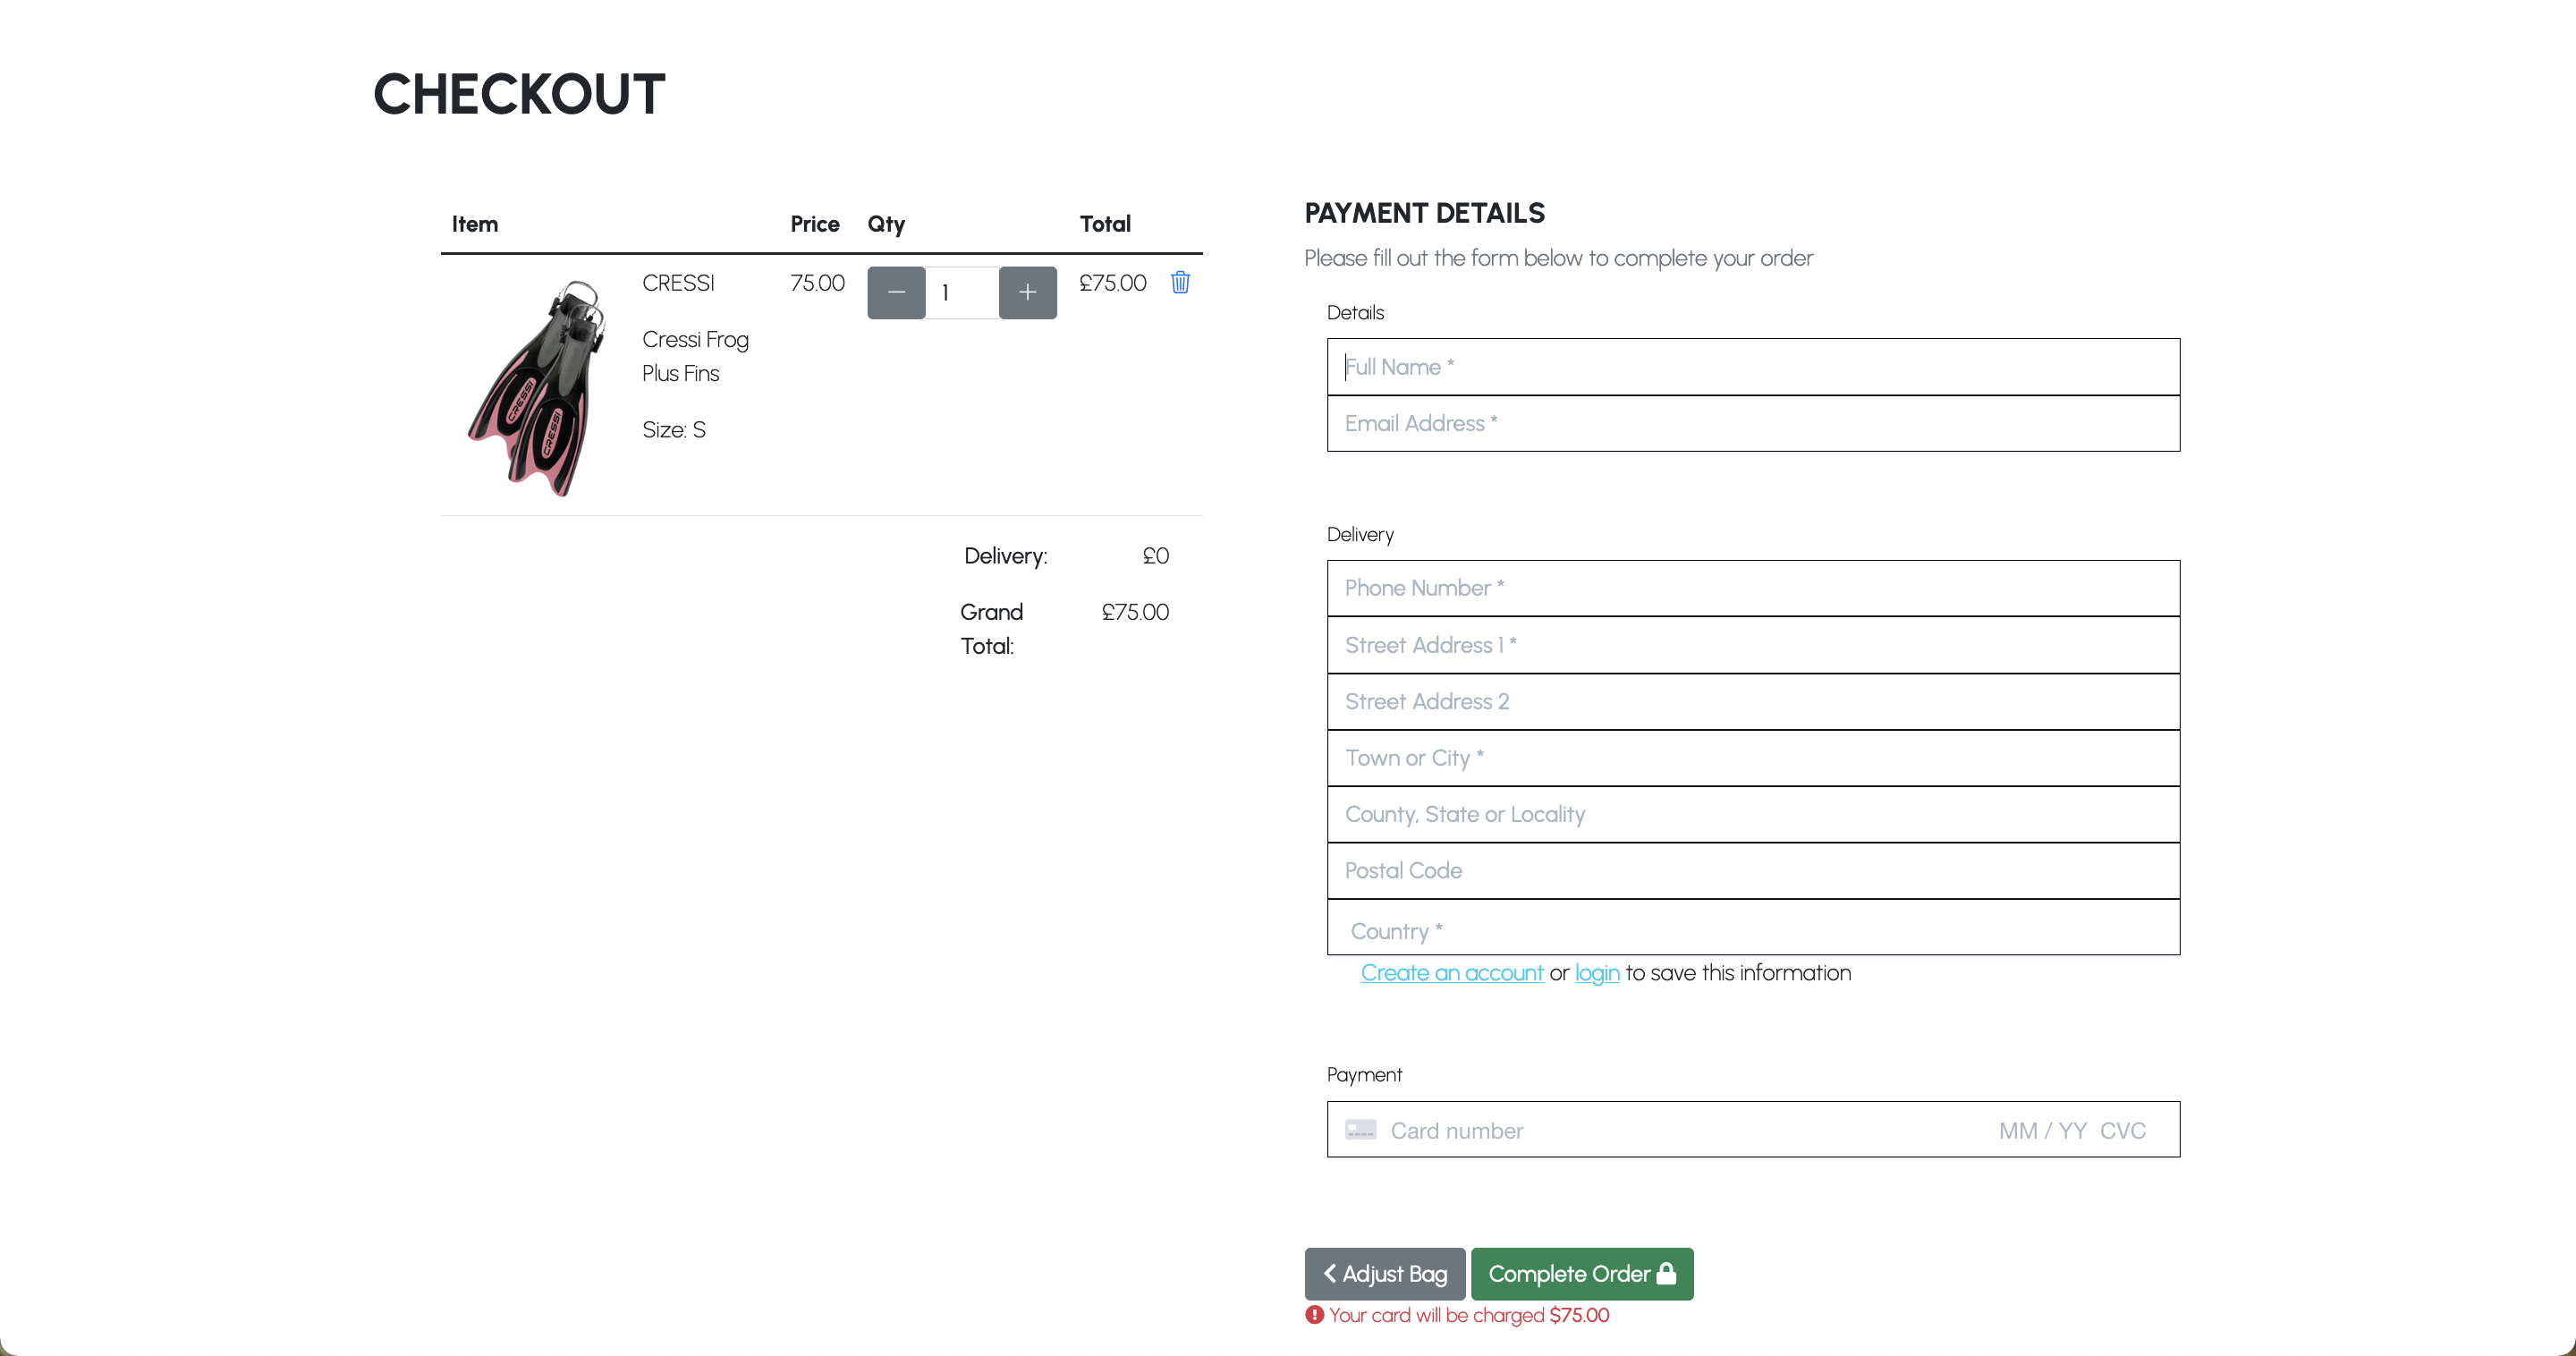 CHECKOUT
Item Price Qty Total
CRESSI 75.00 1 £75.00
Cressi Frog
Plus Fins
Size: S
CRESSI
CRESSI
Delivery: £0
Grand £75.00
Total:
PAYMENT DETAILS
Please fill out the form below to complete your order
Details
Full Name *
Email Address *
Delivery
Phone Number *
Street Address 1 *
Street Address 2
Town or City *
County, State or Locality
Postal Code
Country *
Create an account or login to save this information
Payment
Card number MM / YY CVC
Adjust Bag Complete Order
Your card will be charged $75.00